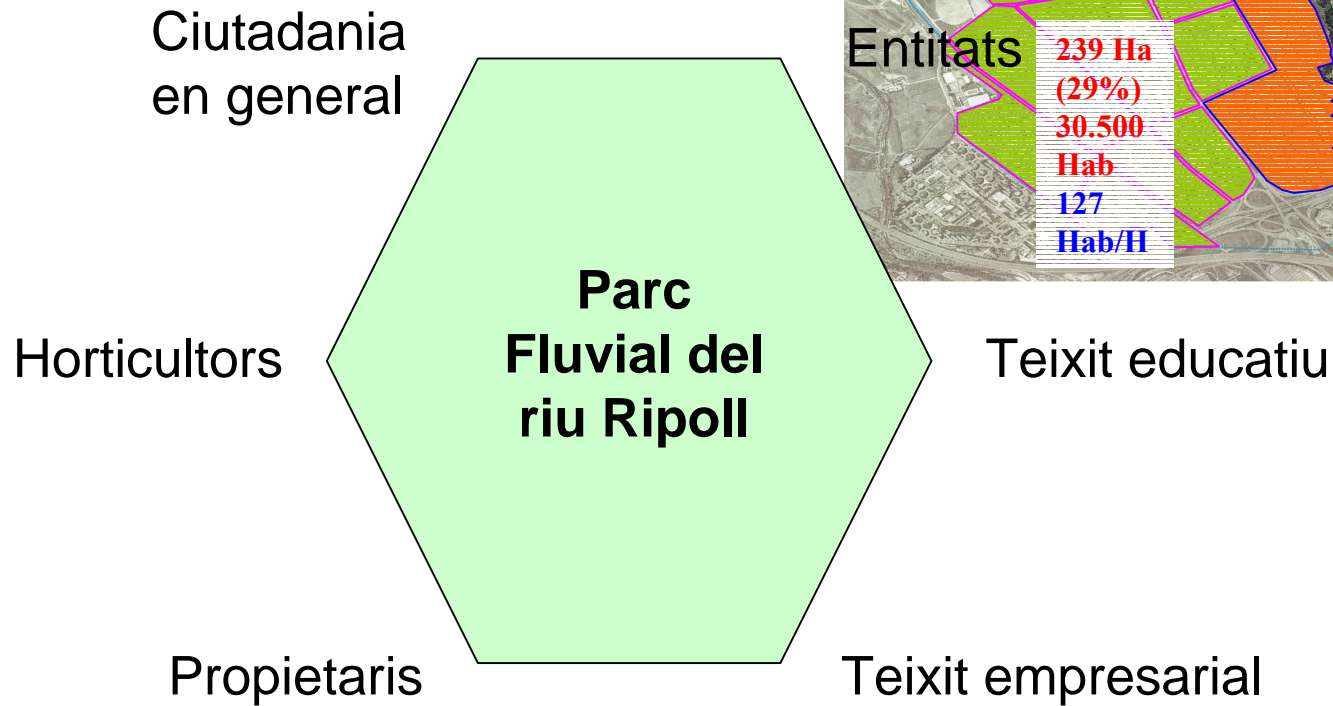 Ciutadania
en general
Entitats
239 Ha
(29%)
30.500
Hab
127
Hab/H
Parc
Fluvial del
riu Ripoll
Horticultors
Teixit educatiu
Propietaris
Teixit empresarial